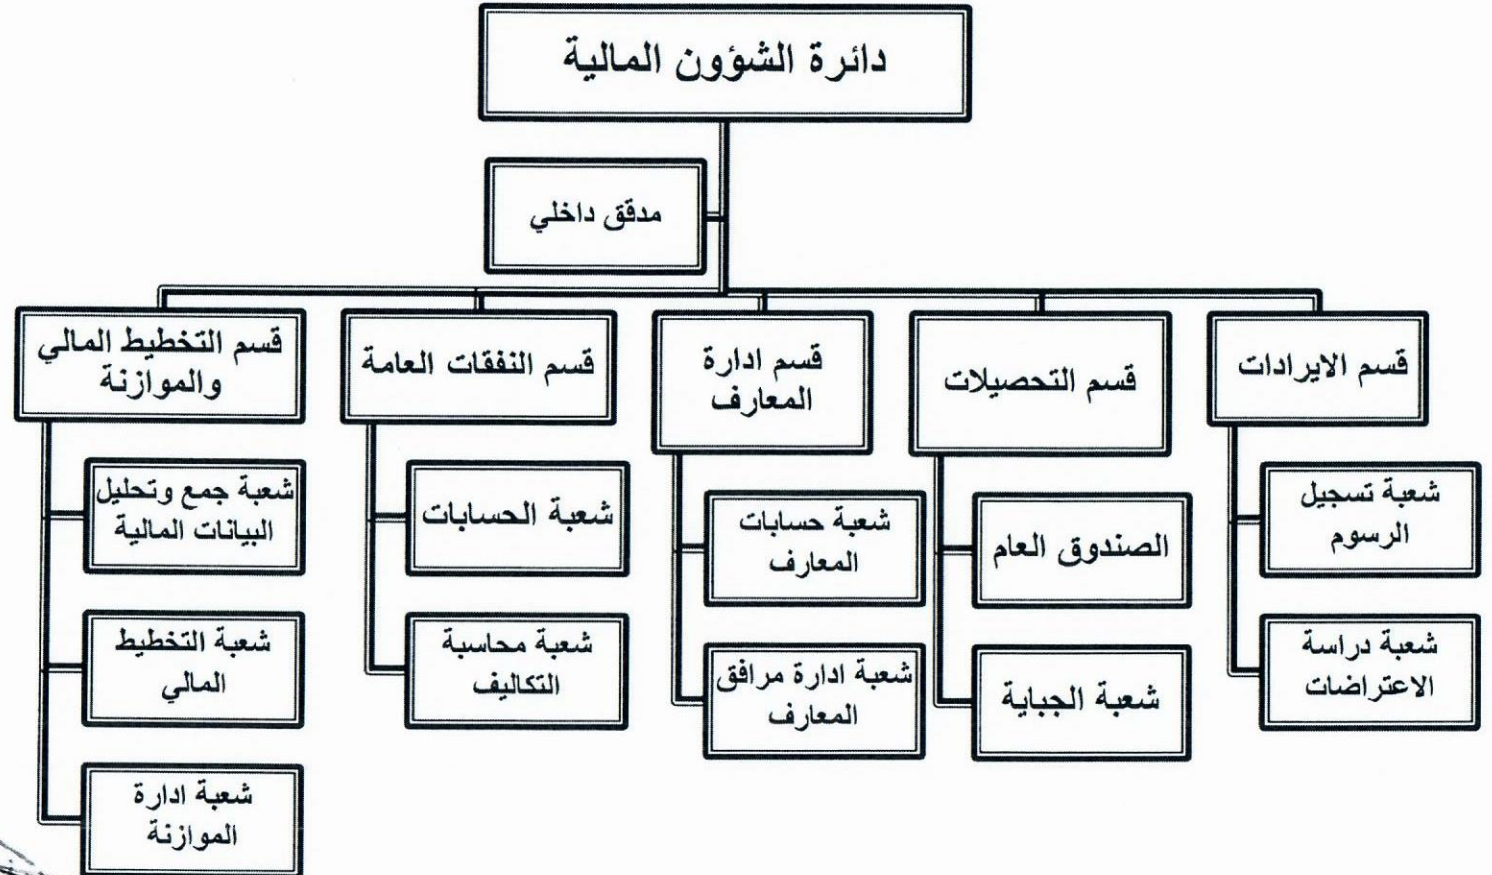 دائرة الشؤون المالية
مدقق داخلي
قسم الايرادات
شعبة تسجيل
الرسوم
شعبة دراسة
الاعتراضات
قسم التحصيلات
الصندوق العام
شعبة الجباية
قسم ادارة
المعارف
شعبة حسابات
المعارف
شعبة ادارة مرافق
المعارف
قسم النفقات العامة
شعبة الحسابات
شعبة محاسبة
التكاليف
قسم التخطيط المالي
والموازنة
شعبة جمع وتحليل
البيانات المالية
شعبة التخطيط
المالي
شعبة ادارة
الموازنة